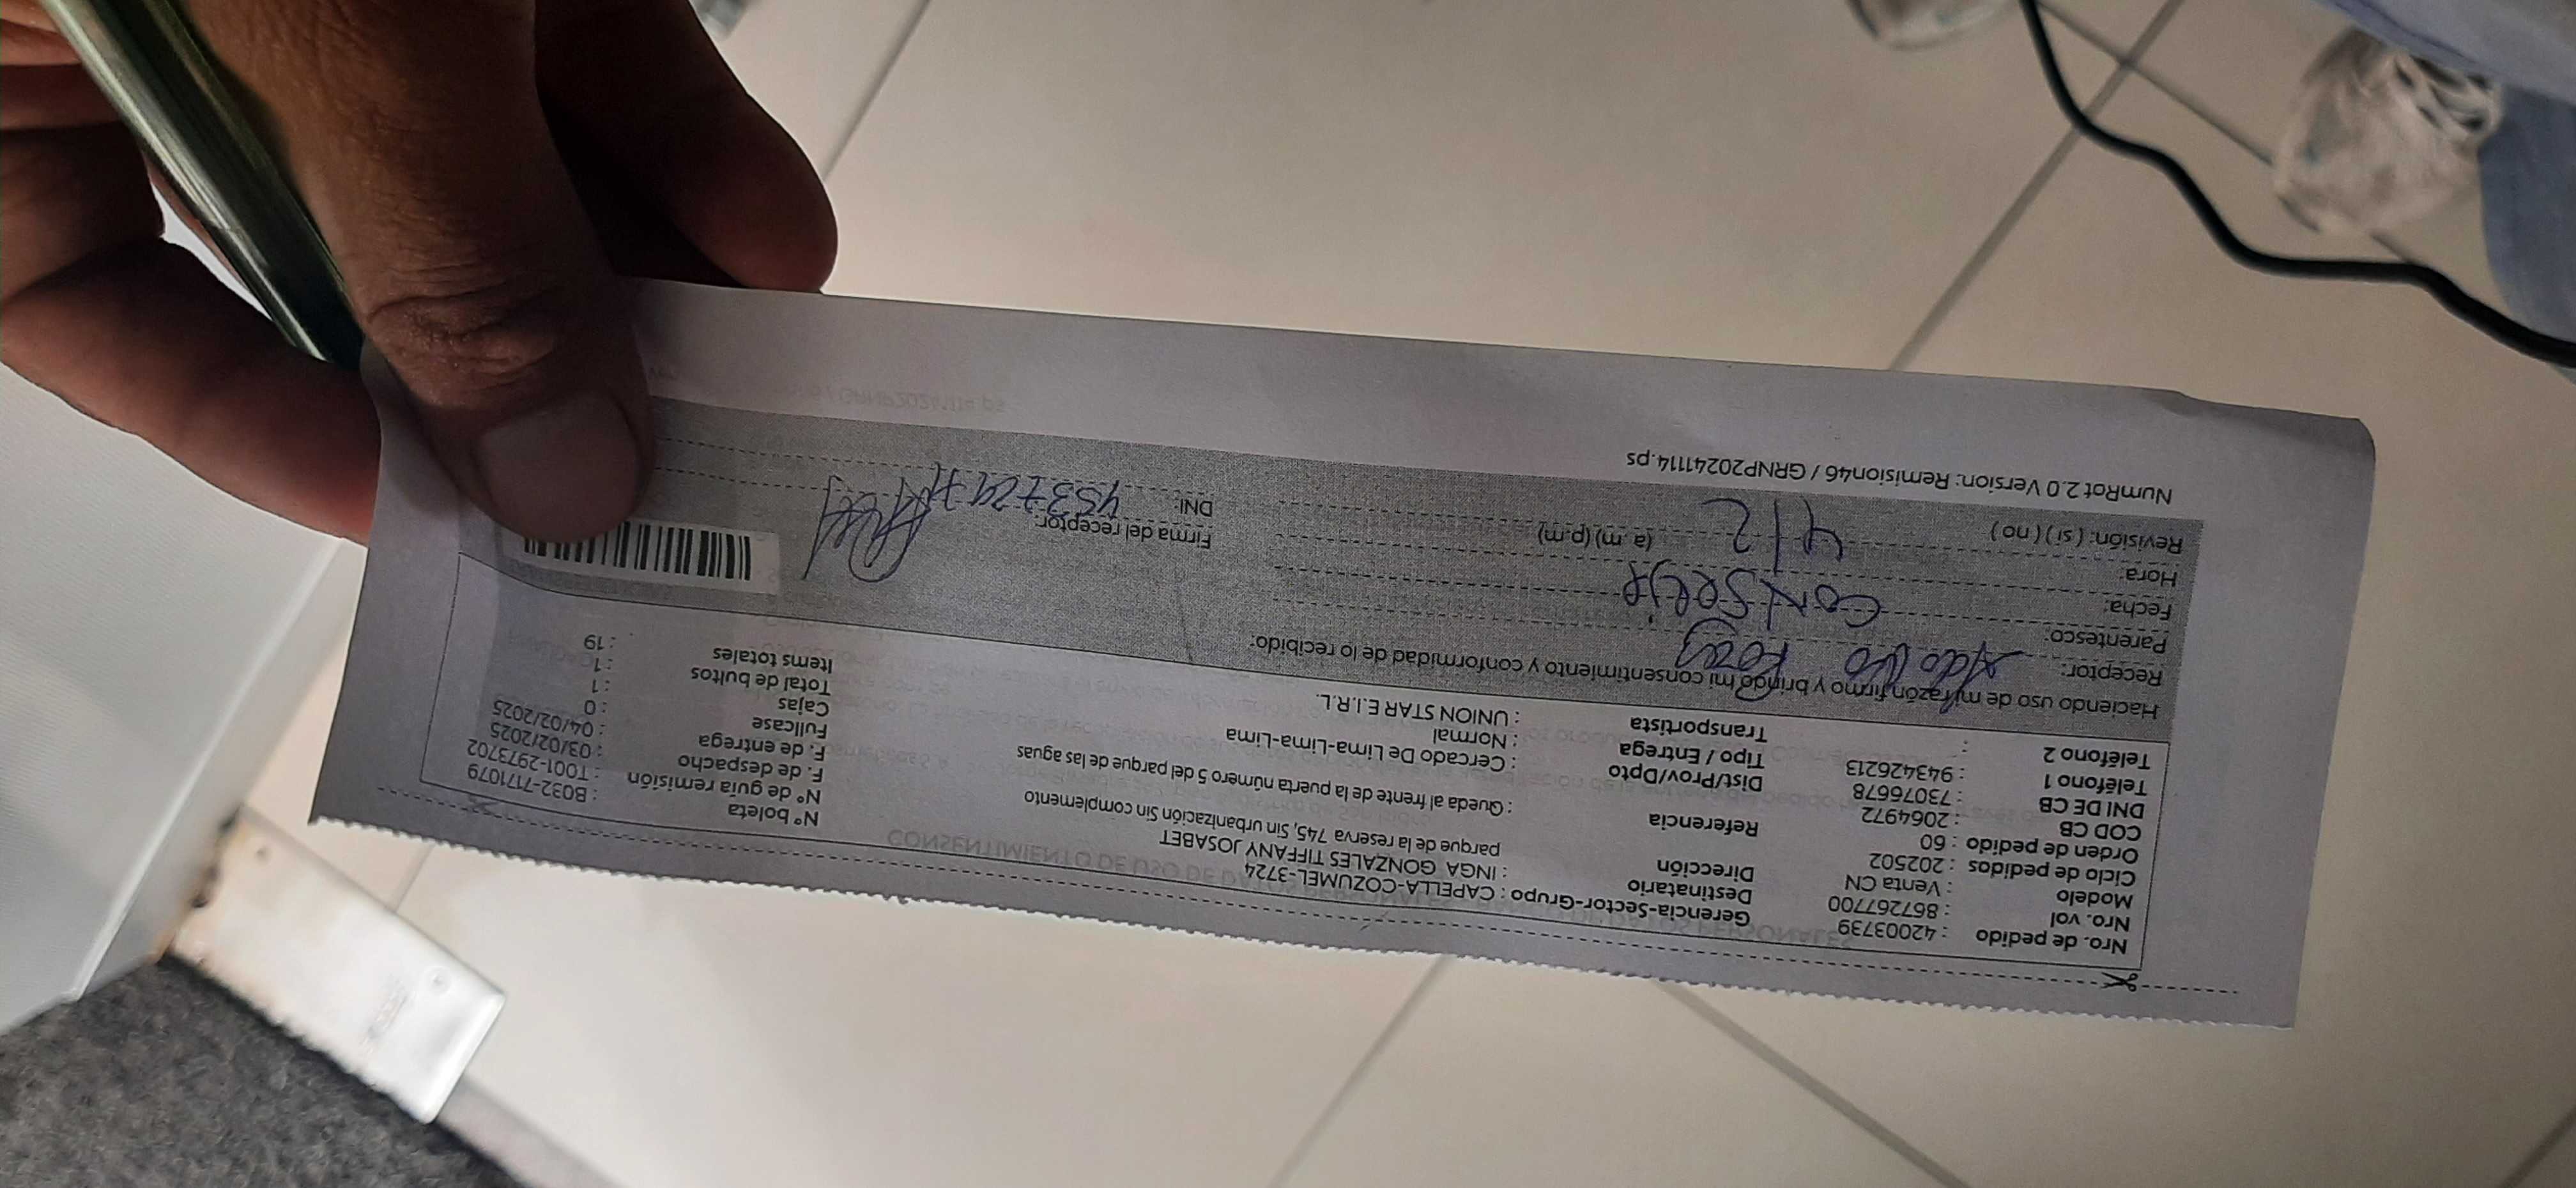 Nro. de pedido : 42003739
Nro. vol : 867267700
Modelo : Venta CN
Ciclo de pedidos : 202502
Orden de pedido : 60
COD CB : 2064972
DNI DE CB : 73076678
Teléfono 1 : 943426213
Teléfono 2 :
Gerencia-Sector-Grupo : CAPELLA-COZUMEL-3724
Destinatario : INGA GONZALES TIFFANY JOSABET
Dirección parque de la reserva 745, Sin urbanización Sin complemento
Referencia : Queda al frente de la puerta número 5 del parque de las aguas
Dist/Prov/Dpto : Cercado De Lima-Lima-Lima
Tipo / Entrega : Normal
Transportista : UNION STAR E.I.R.L.
N° boleta : B032-7171079
N° de guía remisión : T001-2973702
F. de despacho : 03/02/2025
F. de entrega : 04/02/2025
Fullcase : 0
Cajas : 1
Total de bultos : 1
Items totales : 19
Haciendo uso de mi razón firmo y brindo mi consentimiento y conformidad de lo recibido:
Receptor:
Parentesco: Conserje
Fecha: 4/2
Hora: (a. m) (p.m)
Revisión: ( si ) ( no )
Firma del receptor:
DNI:
NumRot 2.0 Version: Remision46 / GRNP20241114.ps